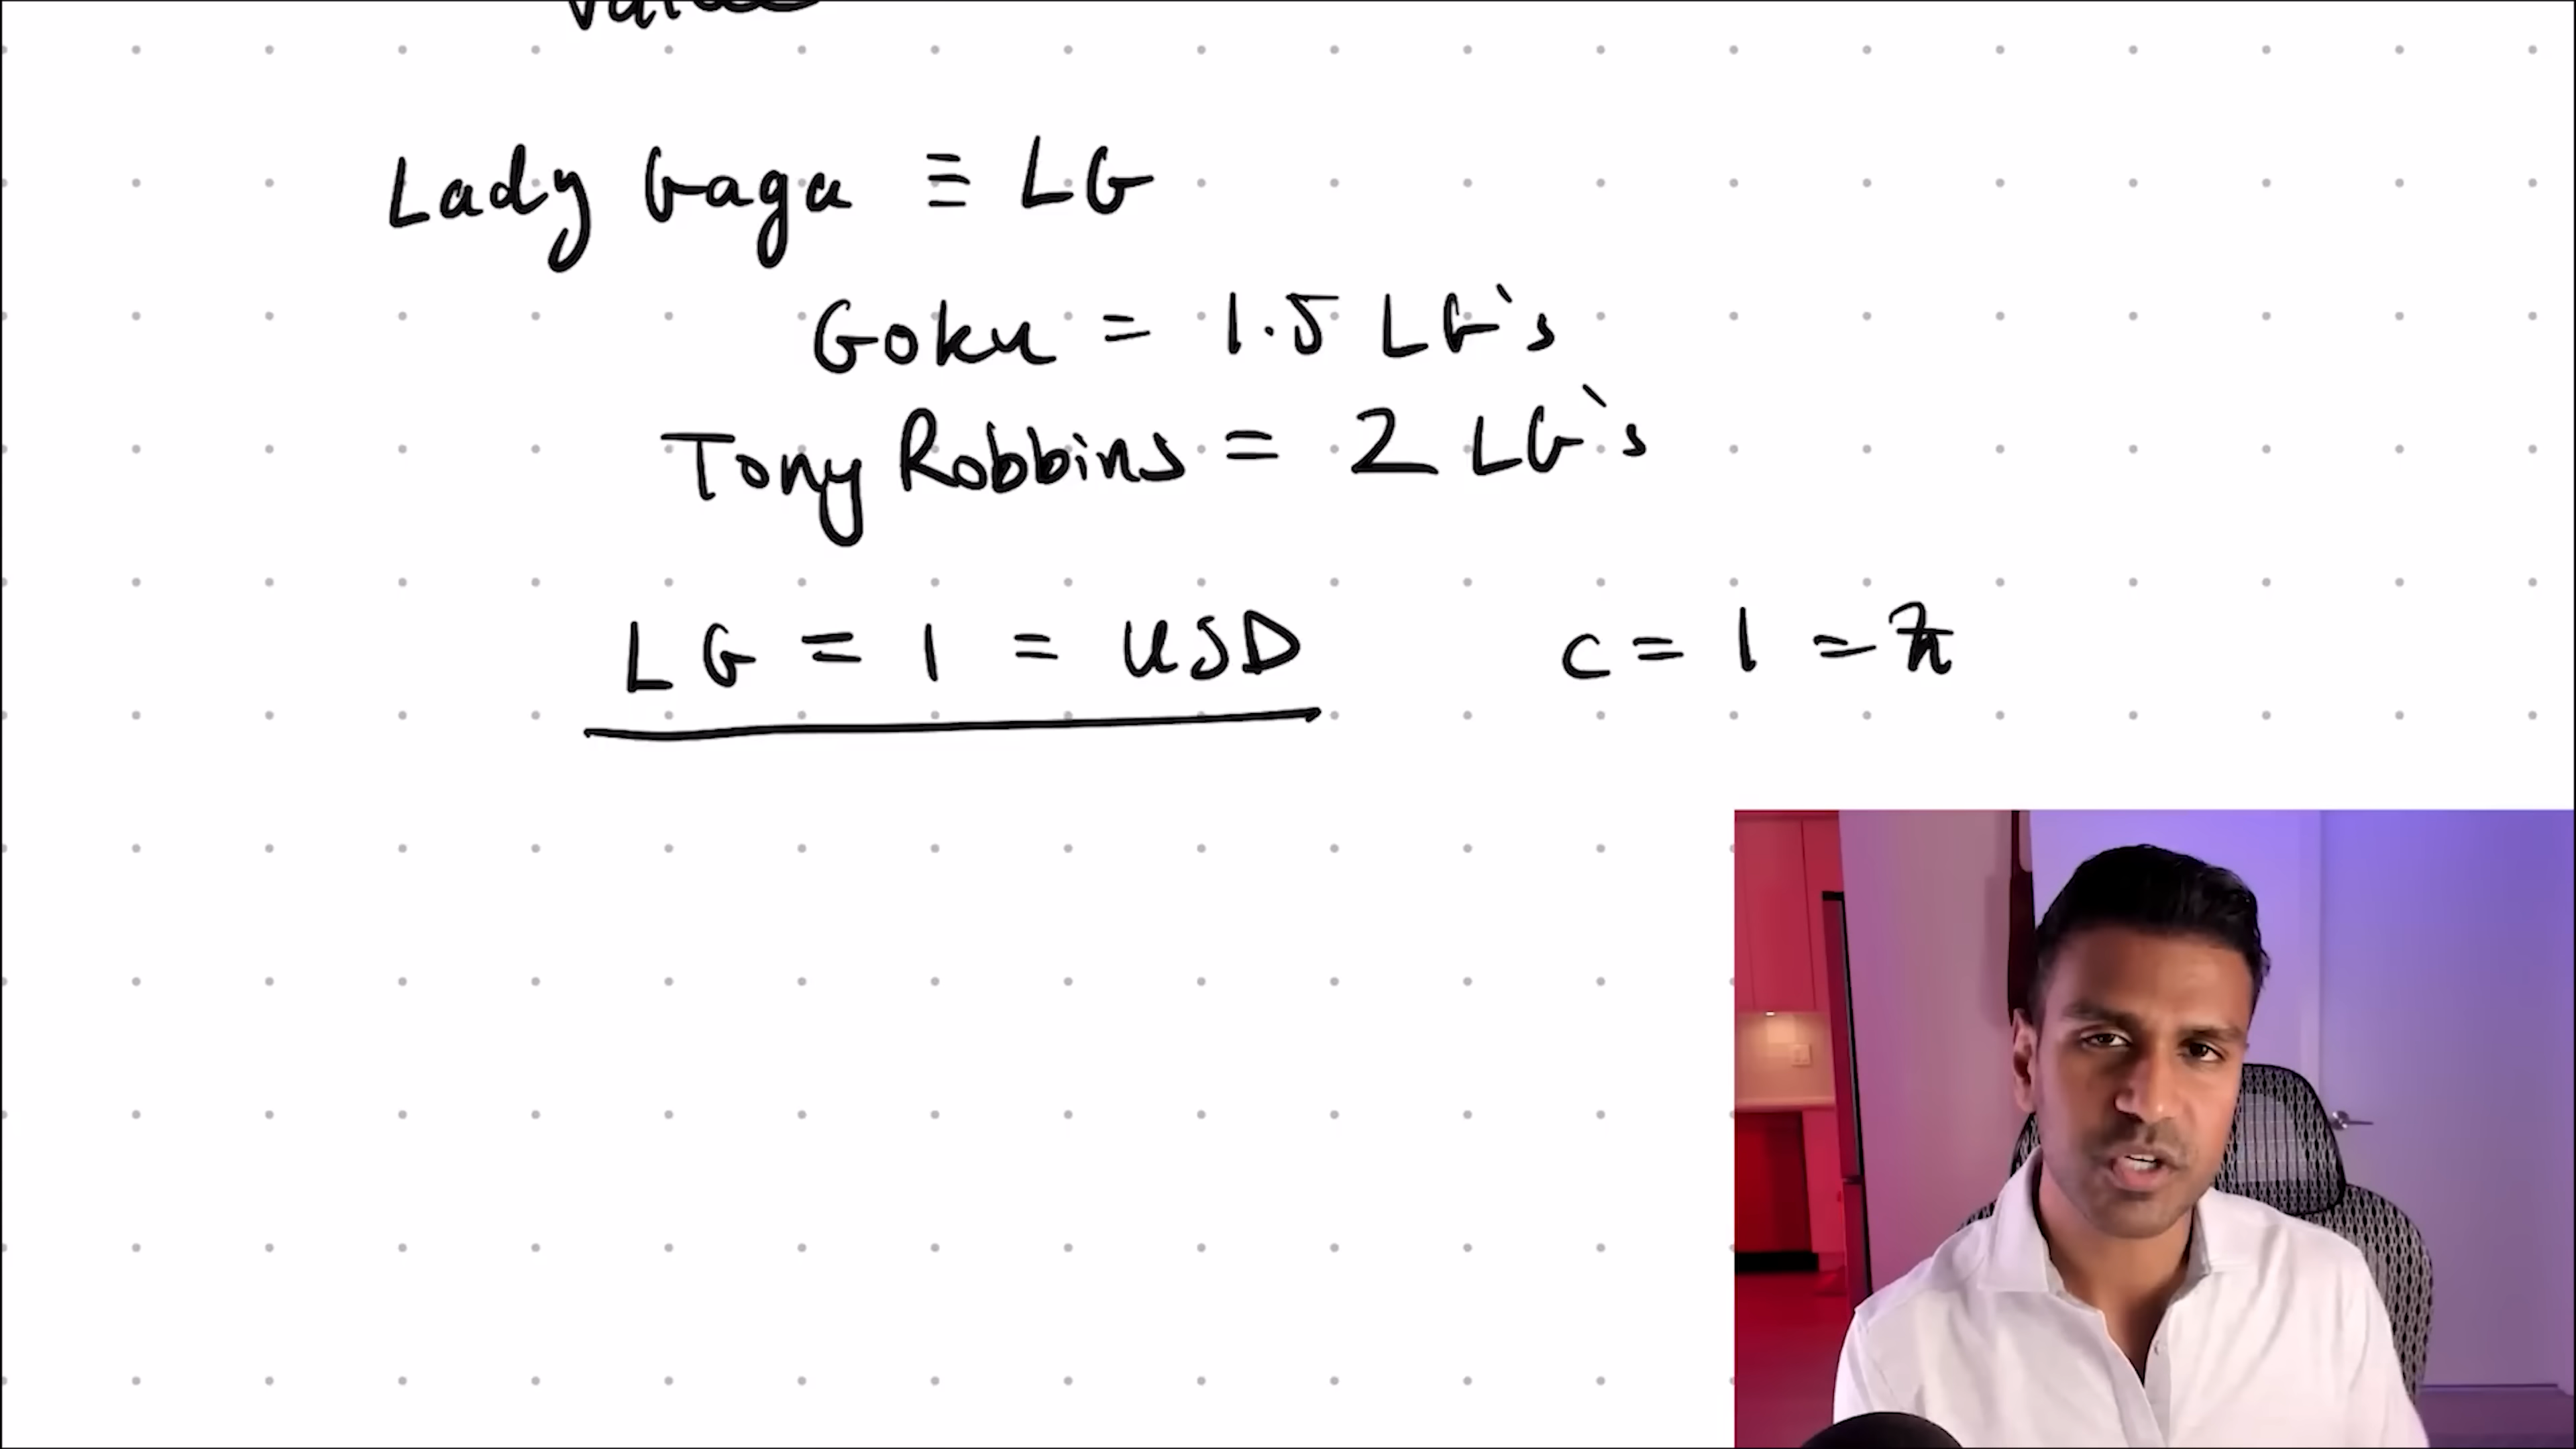 Lady Gaga ≡ LG
Goku = 1.5 LG's
Tony Robbins = 2 LG's
LG = 1 = USD
c = 1 = ħ